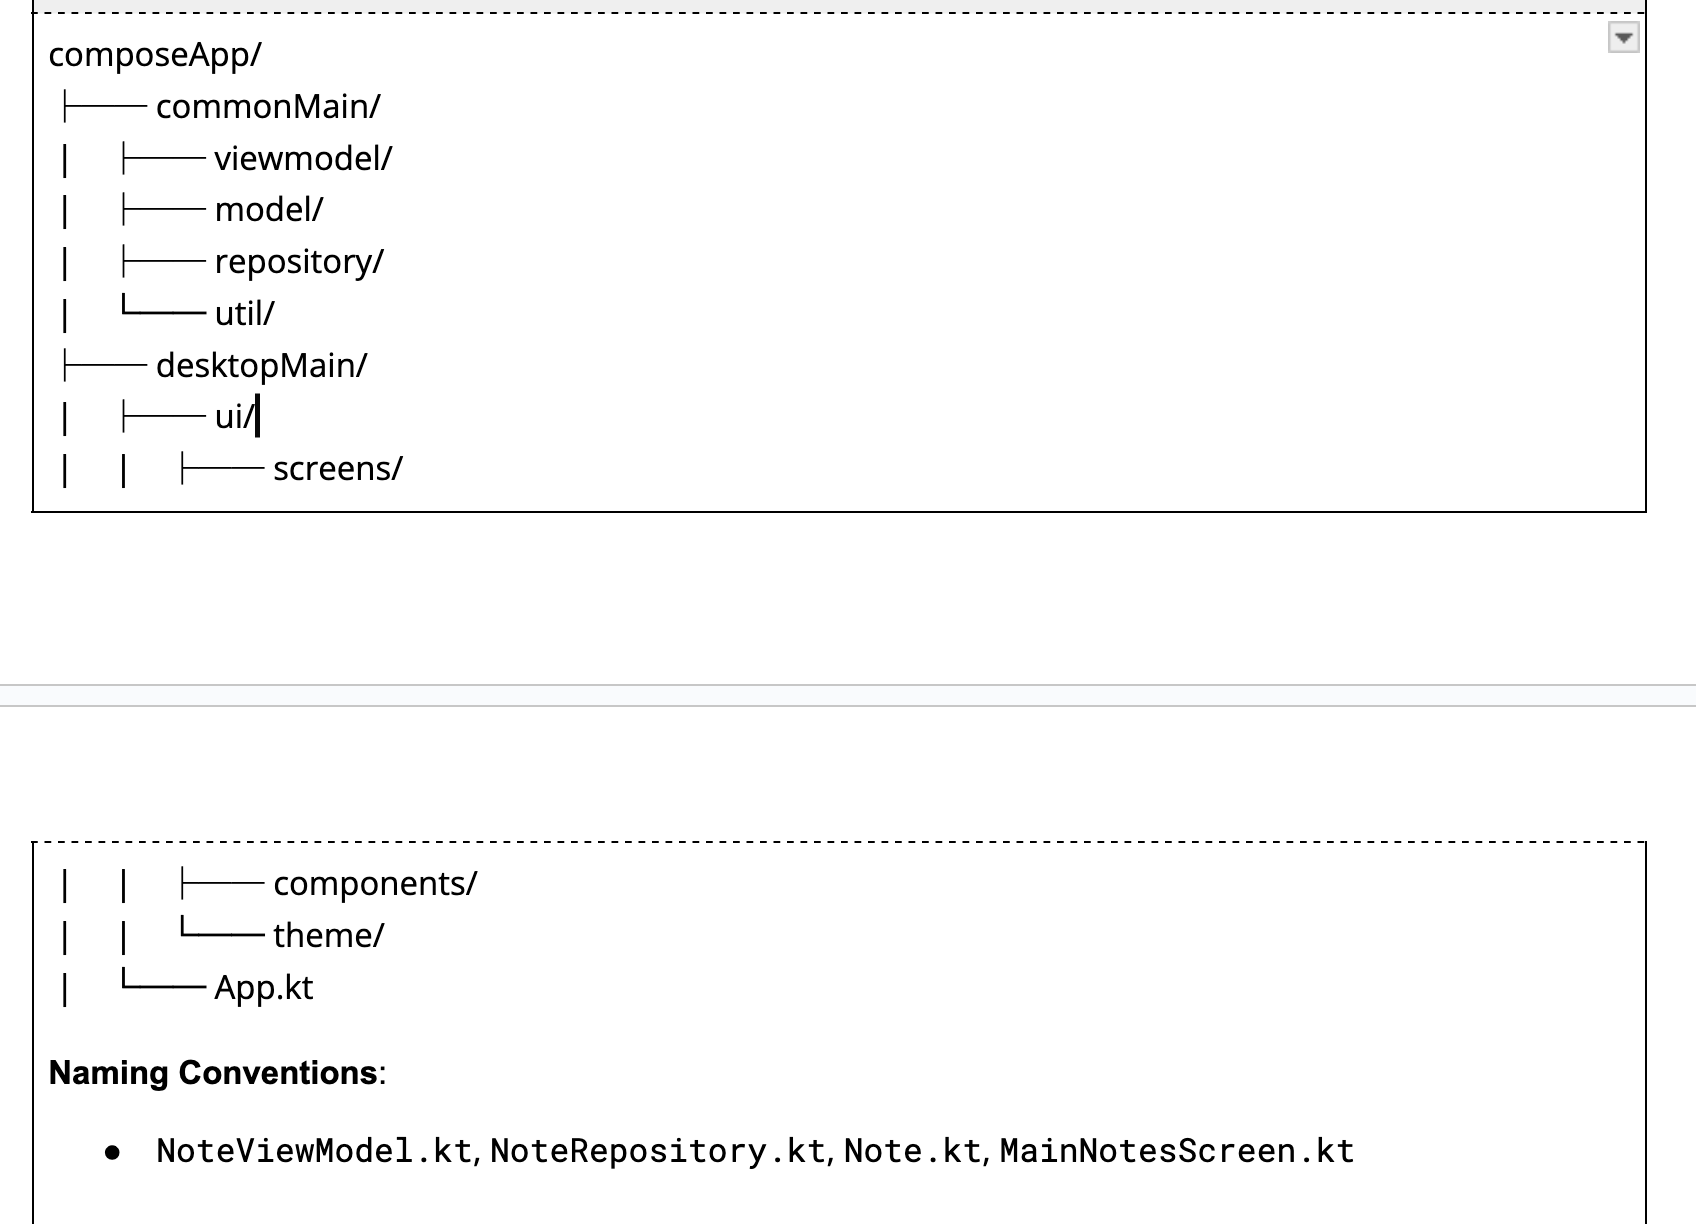 composeApp/
├── commonMain/
│ ├── viewmodel/
│ ├── model/
│ ├── repository/
│ └── util/
├── desktopMain/
│ ├── ui/
│ │ ├── screens/
│ │ ├── components/
│ │ └── theme/
│ └── App.kt
Naming Conventions:
● NoteViewModel.kt, NoteRepository.kt, Note.kt, MainNotesScreen.kt